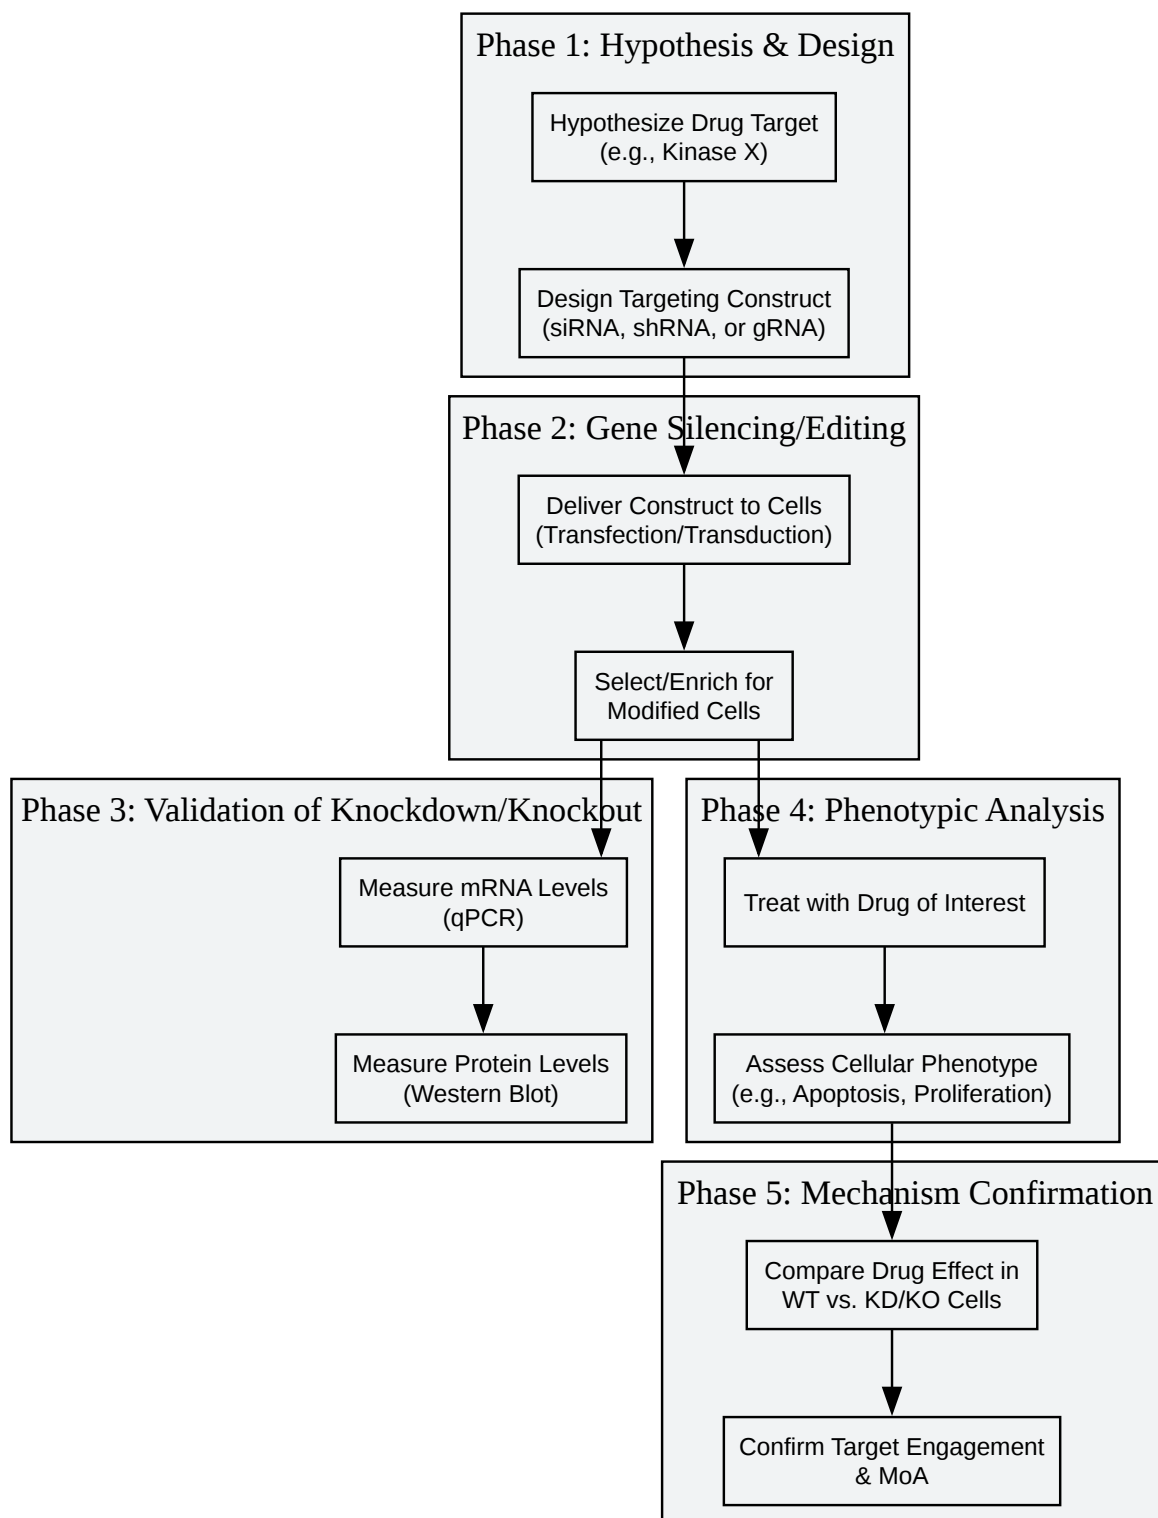 Phase 1: Hypothesis & Design
Hypothesize Drug Target
(e.g., Kinase X)
Design Targeting Construct
(siRNA, shRNA, or gRNA)
Phase 2: Gene Silencing/Editing
Deliver Construct to Cells
(Transfection/Transduction)
Select/Enrich for
Modified Cells
Phase 3: Validation of Knockdown/Knockout
Measure mRNA Levels
(qPCR)
Measure Protein Levels
(Western Blot)
Phase 4: Phenotypic Analysis
Treat with Drug of Interest
Assess Cellular Phenotype
(e.g., Apoptosis, Proliferation)
Phase 5: Mechanism Confirmation
Compare Drug Effect in
WT vs. KD/KO Cells
Confirm Target Engagement
& MoA